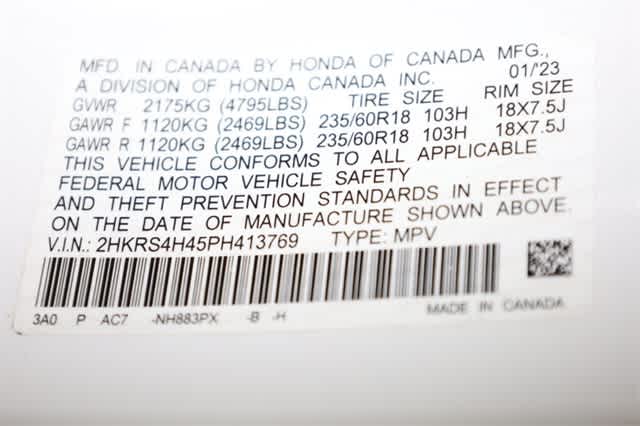 MFD. IN CANADA BY HONDA OF CANADA MFG.,
A DIVISION OF HONDA CANADA INC. 01/'23
GVWR 2175KG (4795LBS) TIRE SIZE RIM SIZE
GAWR F 1120KG (2469LBS) 235/60R18 103H 18X7.5J
GAWR R 1120KG (2469LBS) 235/60R18 103H 18X7.5J
THIS VEHICLE CONFORMS TO ALL APPLICABLE
FEDERAL MOTOR VEHICLE SAFETY
AND THEFT PREVENTION STANDARDS IN EFFECT
ON THE DATE OF MANUFACTURE SHOWN ABOVE.
V.I.N.: 2HKRS4H45PH413769 TYPE: MPV
3A0 P AC7 -NH883PX -B -H MADE IN CANADA